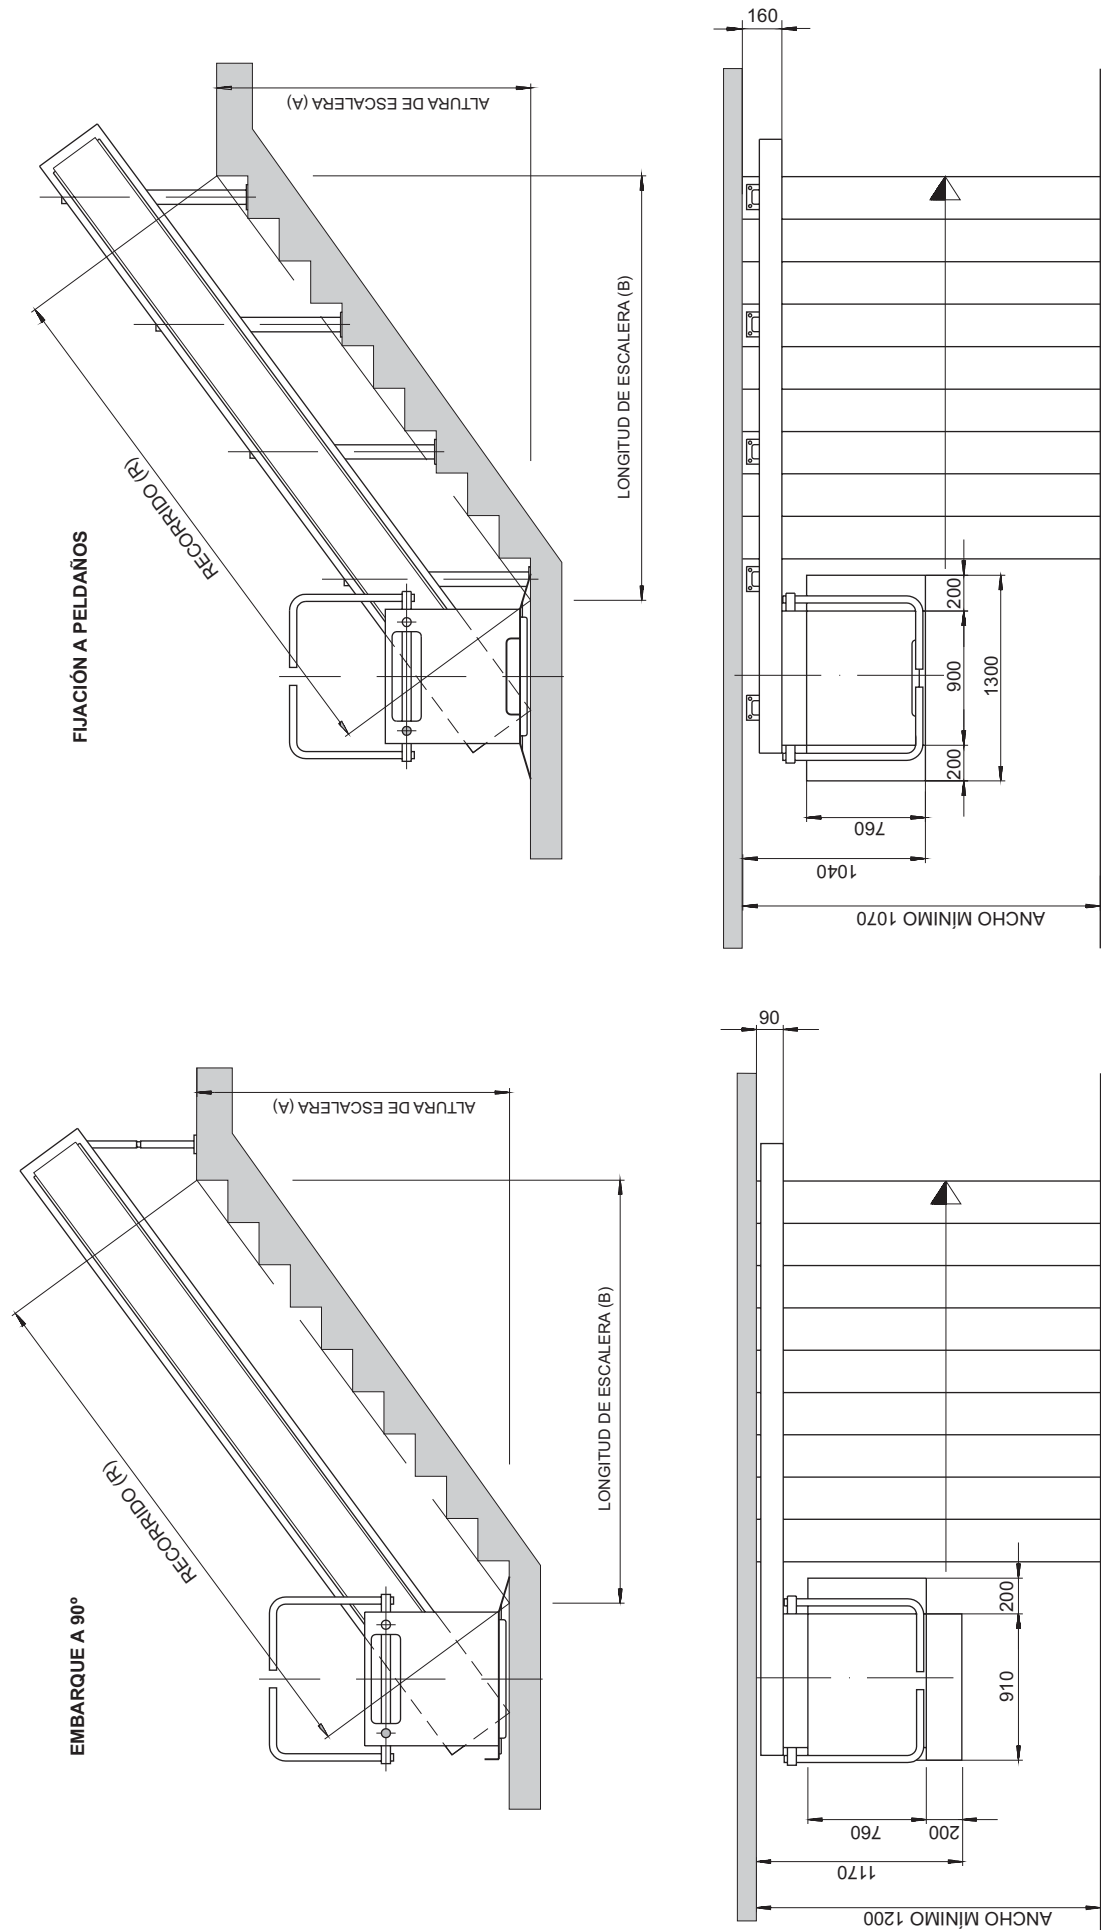 FIJACIÓN A PELDAÑOS
RECORRIDO (R)
ALTURA DE ESCALERA (A)
LONGITUD DE ESCALERA (B)
160
200
900
200
1300
760
1040
ANCHO MÍNIMO 1070
EMBARQUE A 90º
RECORRIDO (R)
ALTURA DE ESCALERA (A)
LONGITUD DE ESCALERA (B)
90
200
910
760
200
1170
ANCHO MÍNIMO 1200